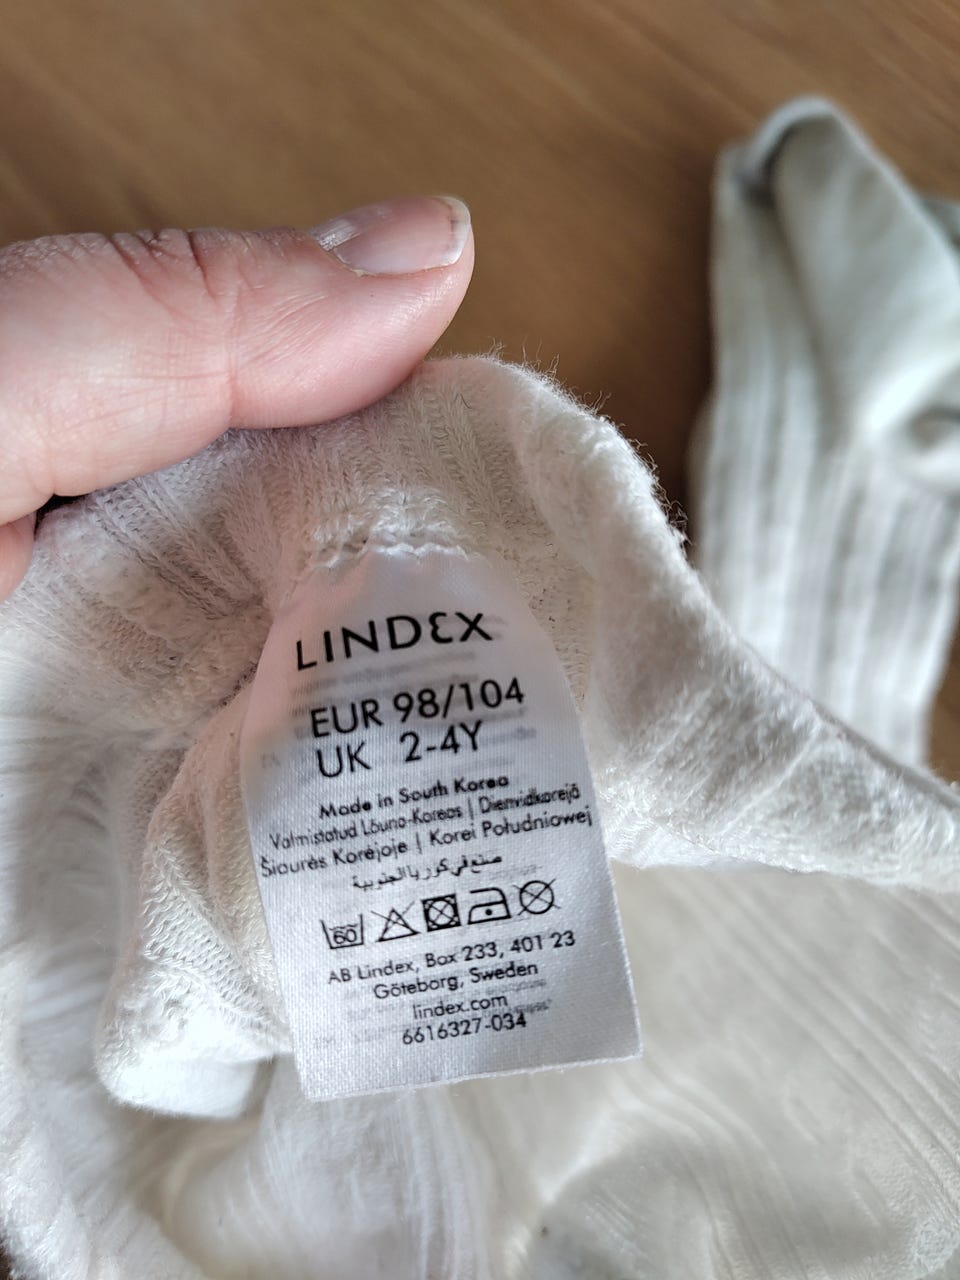 LINDEX
EUR 98/104
UK 2-4Y
Made in South Korea
Valmistatud Lõuna-Koreas | Dienvidkorejā
Šiaurės Korėjoje | Korei Południowej
صنع في كوريا الجنوبية
60
AB Lindex, Box 233, 401 23
Göteborg, Sweden
lindex.com
6616327-034